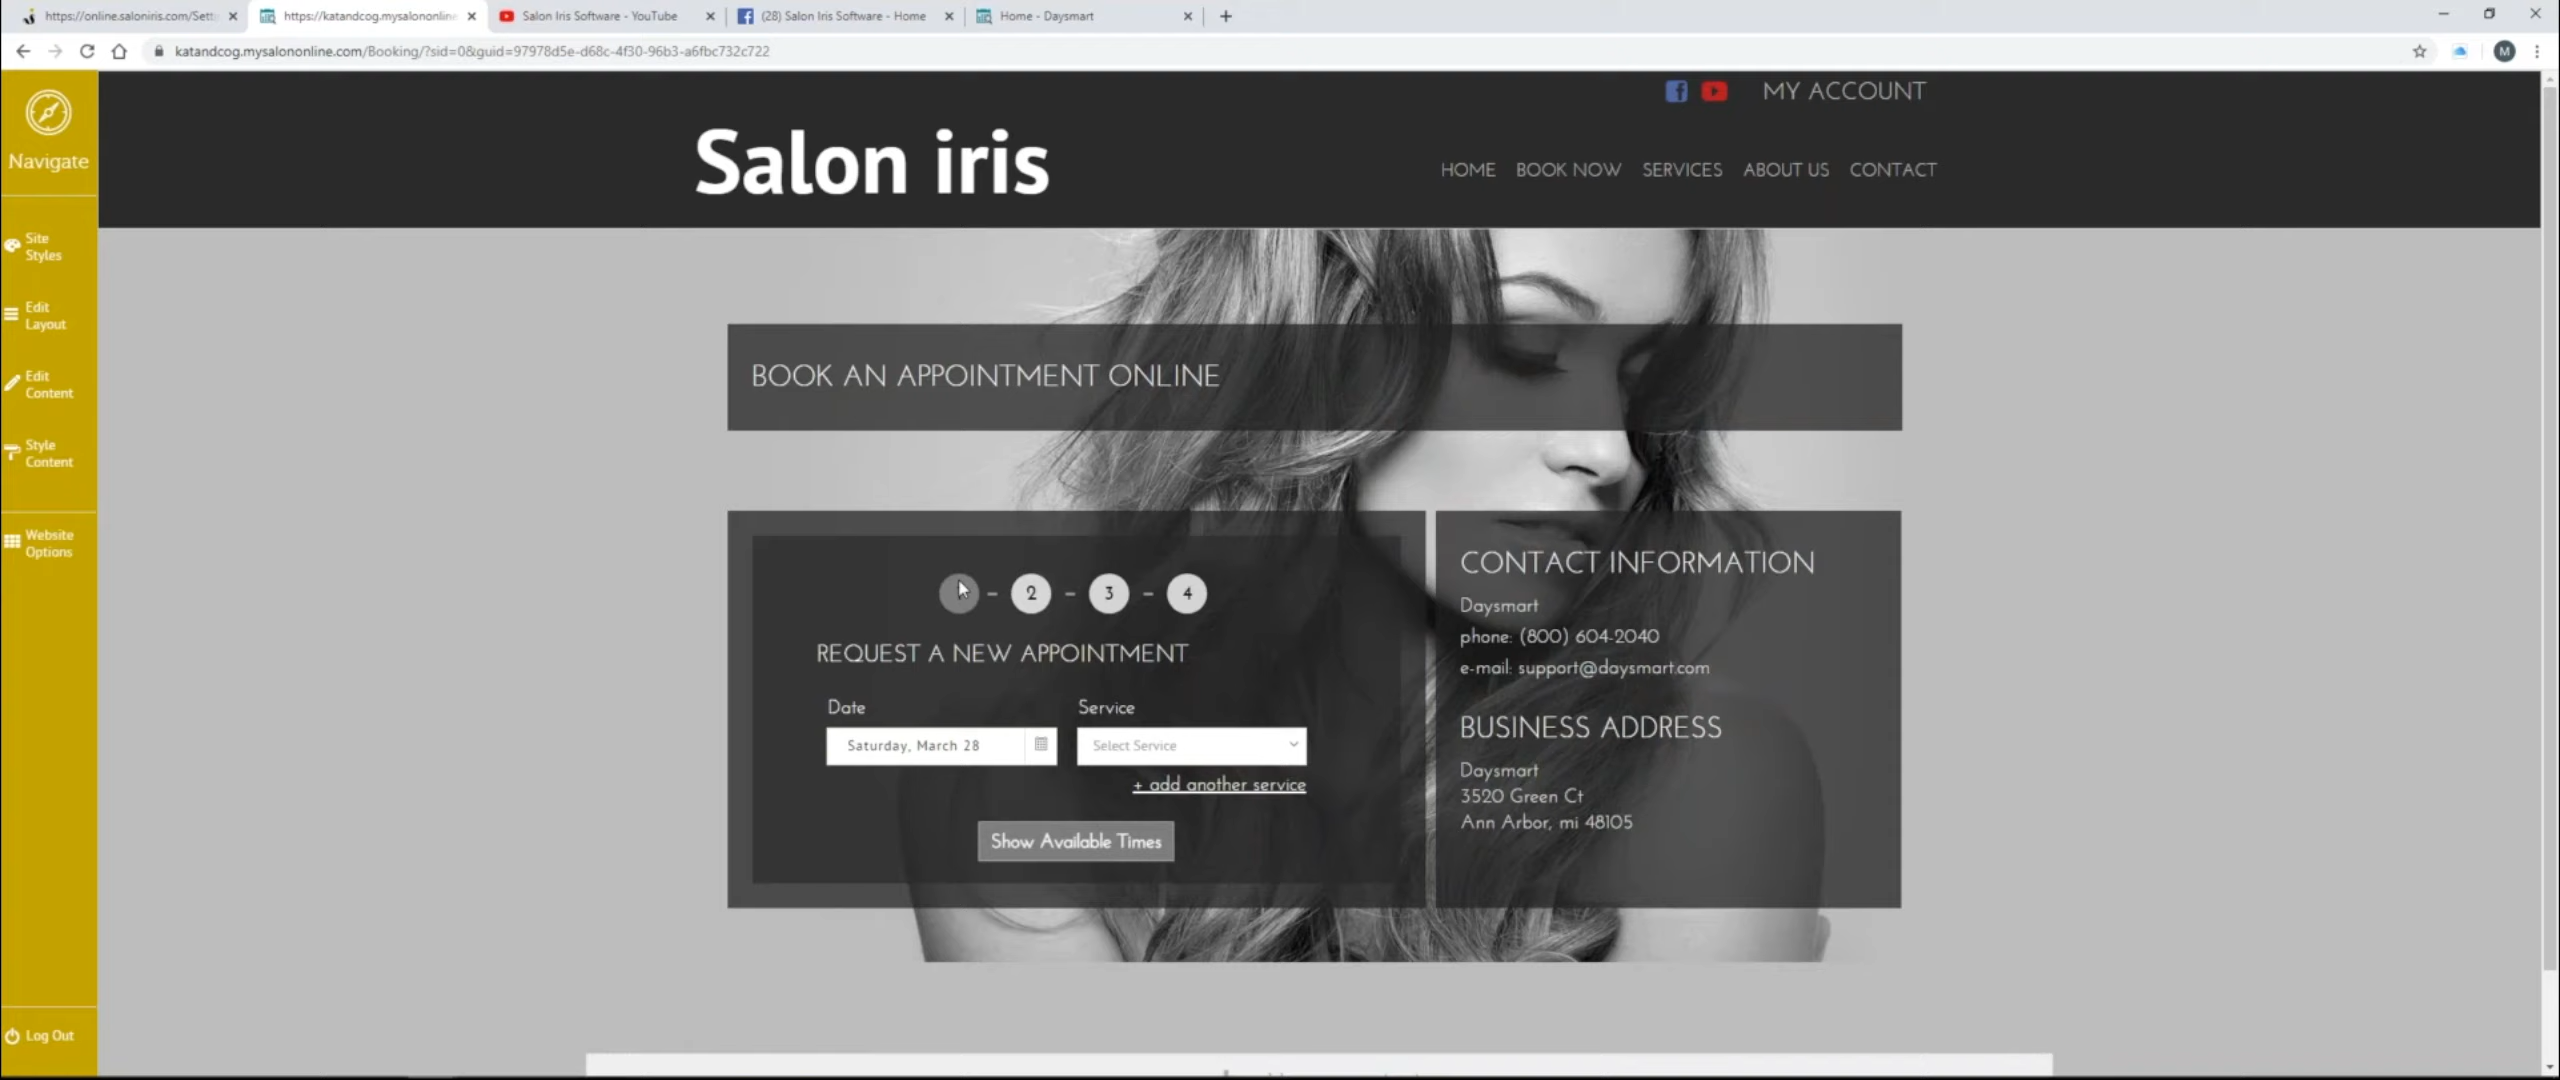 https://online.saloniris.com/Setti
https://katandcog.mysalononline
Salon Iris Software - YouTube
(28) Salon Iris Software - Home
Home - Daysmart
katandcog.mysalononline.com/Booking/?sid=0&guid=97978d5e-d68c-4f30-96b3-a6fbc732c722
M
Navigate
Site
Styles
Edit
Layout
Edit
Content
Style
Content
Website
Options
Log Out
MY ACCOUNT
Salon iris
HOME BOOK NOW SERVICES ABOUT US CONTACT
BOOK AN APPOINTMENT ONLINE
- 2 - 3 - 4
REQUEST A NEW APPOINTMENT
Date Service
Saturday, March 28 Select Service
+ add another service
Show Available Times
CONTACT INFORMATION
Daysmart
phone: (800) 604-2040
e-mail: support@daysmart.com
BUSINESS ADDRESS
Daysmart
3520 Green Ct
Ann Arbor, mi 48105